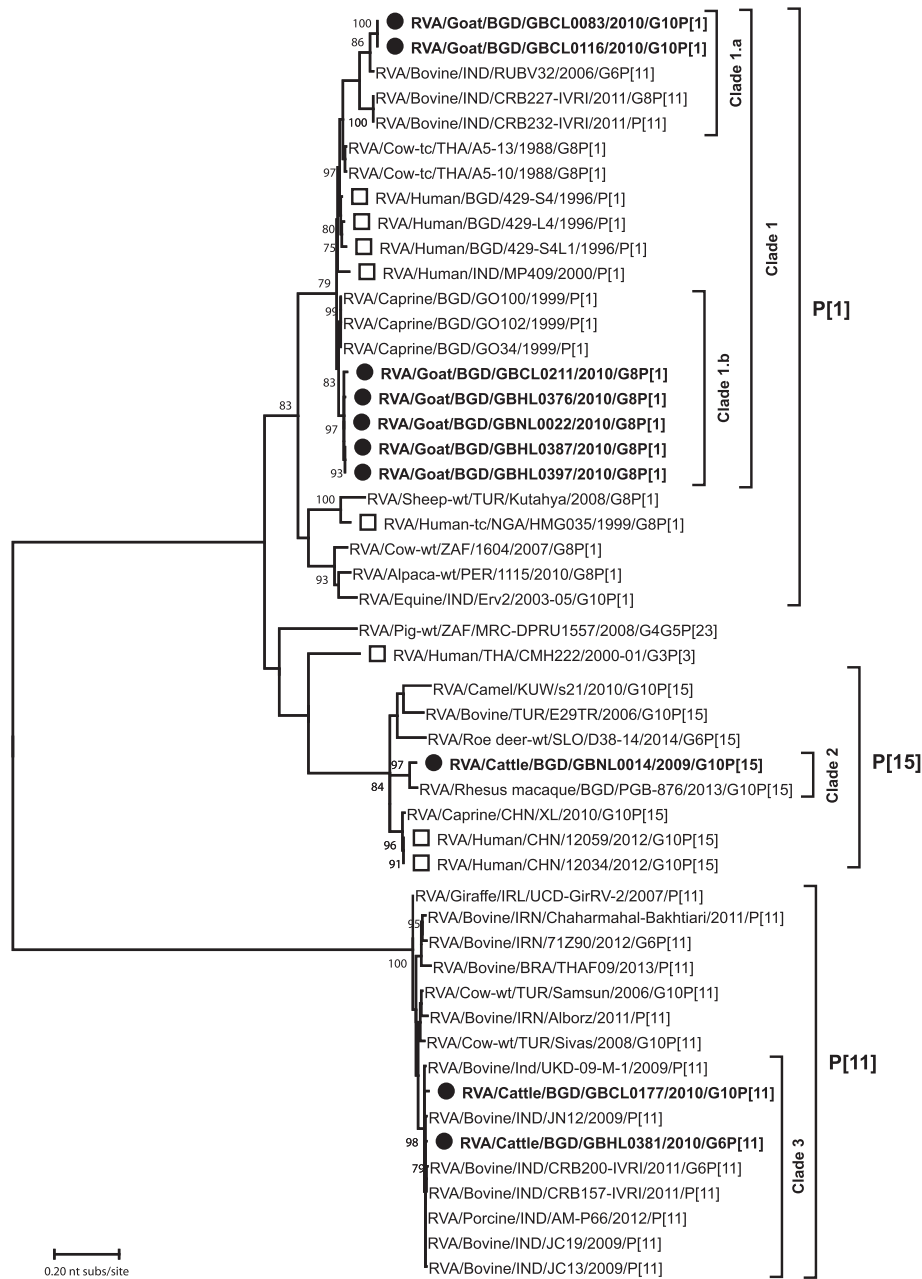 100
RVA/Goat/BGD/GBCL0083/2010/G10P[1]
86
RVA/Goat/BGD/GBCL0116/2010/G10P[1]
RVA/Bovine/IND/RUBV32/2006/G6P[11]
RVA/Bovine/IND/CRB227-IVRI/2011/G8P[11]
100
RVA/Bovine/IND/CRB232-IVRI/2011/P[11]
Clade 1.a
RVA/Cow-tc/THA/A5-13/1988/G8P[1]
97
RVA/Cow-tc/THA/A5-10/1988/G8P[1]
RVA/Human/BGD/429-S4/1996/P[1]
80
RVA/Human/BGD/429-L4/1996/P[1]
75
RVA/Human/BGD/429-S4L1/1996/P[1]
Clade 1
79
RVA/Human/IND/MP409/2000/P[1]
RVA/Caprine/BGD/GO100/1999/P[1]
99
RVA/Caprine/BGD/GO102/1999/P[1]
P[1]
RVA/Caprine/BGD/GO34/1999/P[1]
83
RVA/Goat/BGD/GBCL0211/2010/G8P[1]
Clade 1.b
83
RVA/Goat/BGD/GBHL0376/2010/G8P[1]
97
RVA/Goat/BGD/GBNL0022/2010/G8P[1]
RVA/Goat/BGD/GBHL0387/2010/G8P[1]
93
RVA/Goat/BGD/GBHL0397/2010/G8P[1]
100
RVA/Sheep-wt/TUR/Kutahya/2008/G8P[1]
RVA/Human-tc/NGA/HMG035/1999/G8P[1]
RVA/Cow-wt/ZAF/1604/2007/G8P[1]
93
RVA/Alpaca-wt/PER/1115/2010/G8P[1]
RVA/Equine/IND/Erv2/2003-05/G10P[1]
RVA/Pig-wt/ZAF/MRC-DPRU1557/2008/G4G5P[23]
RVA/Human/THA/CMH222/2000-01/G3P[3]
RVA/Camel/KUW/s21/2010/G10P[15]
RVA/Bovine/TUR/E29TR/2006/G10P[15]
RVA/Roe deer-wt/SLO/D38-14/2014/G6P[15]
97
RVA/Cattle/BGD/GBNL0014/2009/G10P[15]
P[15]
84
RVA/Rhesus macaque/BGD/PGB-876/2013/G10P[15]
Clade 2
RVA/Caprine/CHN/XL/2010/G10P[15]
96
RVA/Human/CHN/12059/2012/G10P[15]
91
RVA/Human/CHN/12034/2012/G10P[15]
RVA/Giraffe/IRL/UCD-GirRV-2/2007/P[11]
95
RVA/Bovine/IRN/Chaharmahal-Bakhtiari/2011/P[11]
RVA/Bovine/IRN/71Z90/2012/G6P[11]
100
RVA/Bovine/BRA/THAF09/2013/P[11]
RVA/Cow-wt/TUR/Samsun/2006/G10P[11]
RVA/Bovine/IRN/Alborz/2011/P[11]
RVA/Cow-wt/TUR/Sivas/2008/G10P[11]
P[11]
RVA/Bovine/Ind/UKD-09-M-1/2009/P[11]
RVA/Cattle/BGD/GBCL0177/2010/G10P[11]
RVA/Bovine/IND/JN12/2009/P[11]
98
RVA/Cattle/BGD/GBHL0381/2010/G6P[11]
79
RVA/Bovine/IND/CRB200-IVRI/2011/G6P[11]
Clade 3
RVA/Bovine/IND/CRB157-IVRI/2011/P[11]
RVA/Porcine/IND/AM-P66/2012/P[11]
RVA/Bovine/IND/JC19/2009/P[11]
RVA/Bovine/IND/JC13/2009/P[11]
0.20 nt subs/site